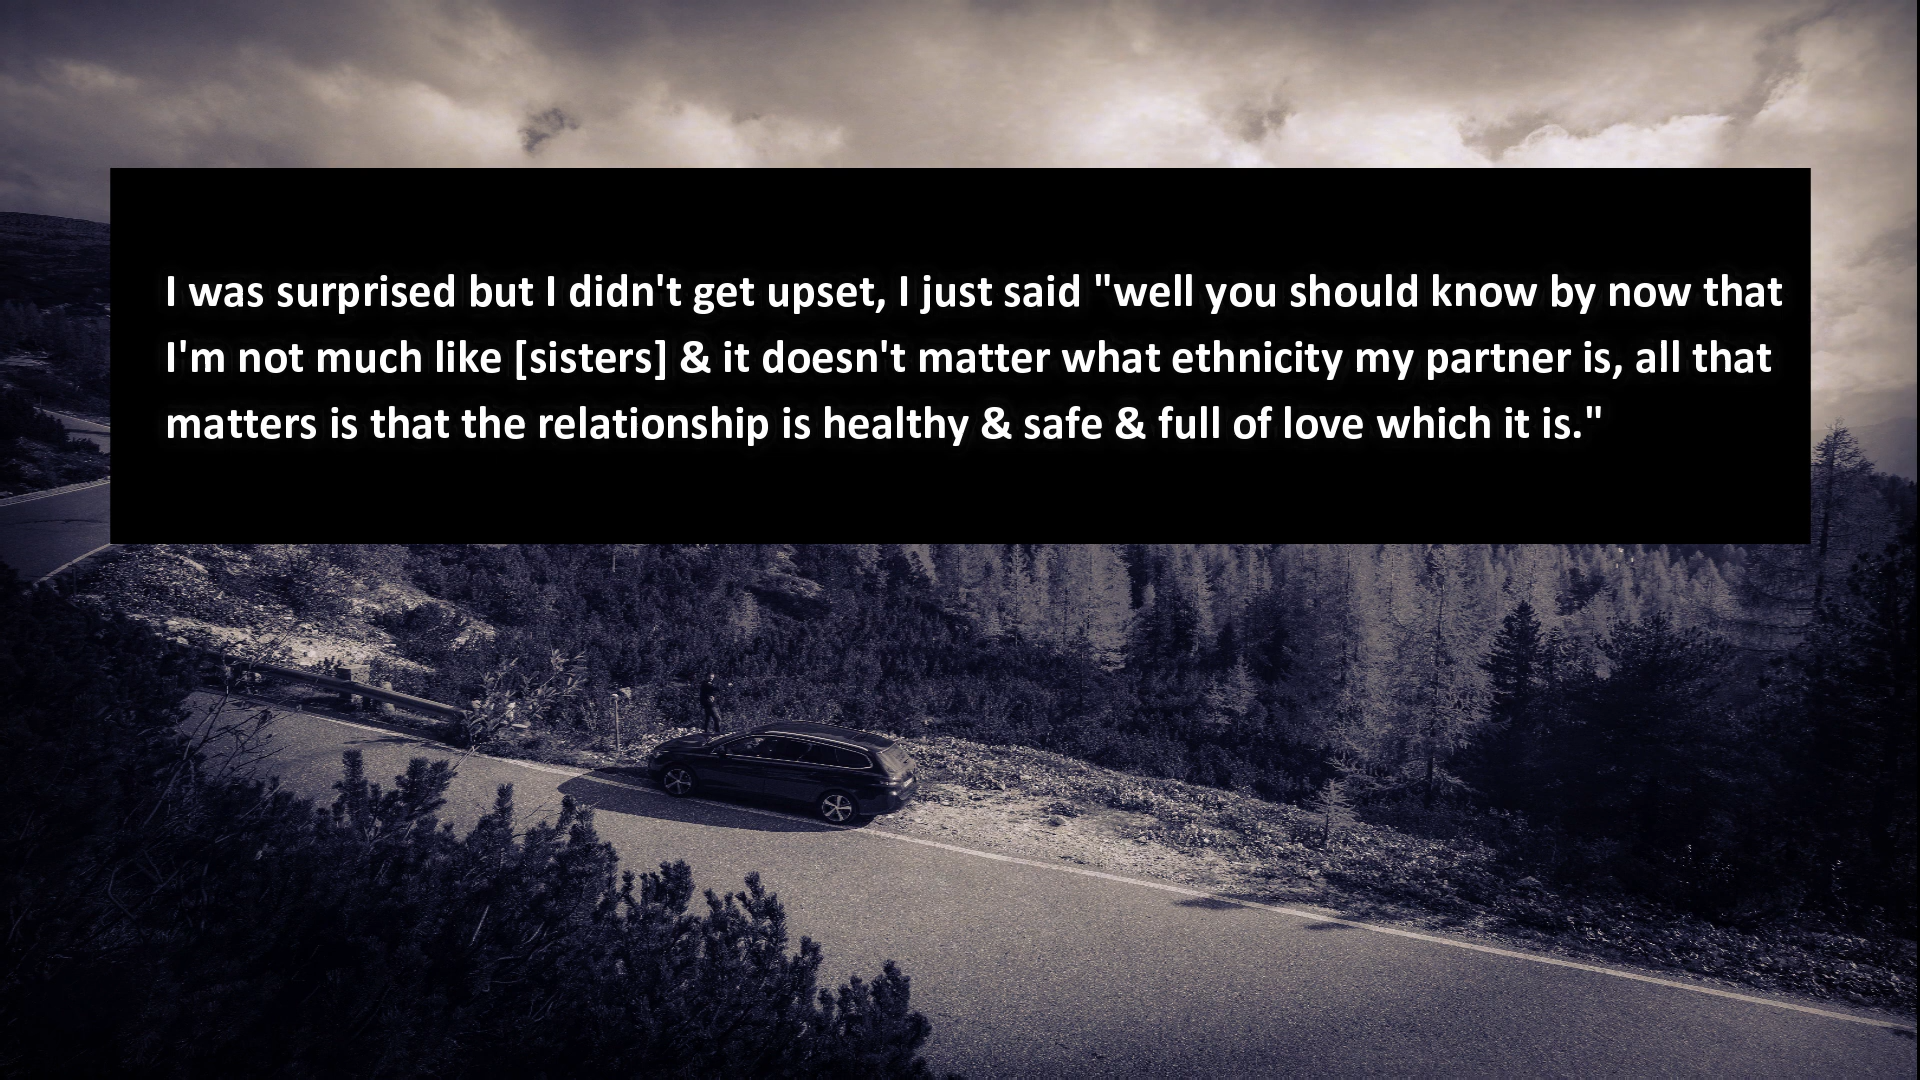 I was surprised but I didn't get upset, I just said "well you should know by now that
I'm not much like [sisters] & it doesn't matter what ethnicity my partner is, all that
matters is that the relationship is healthy & safe & full of love which it is."